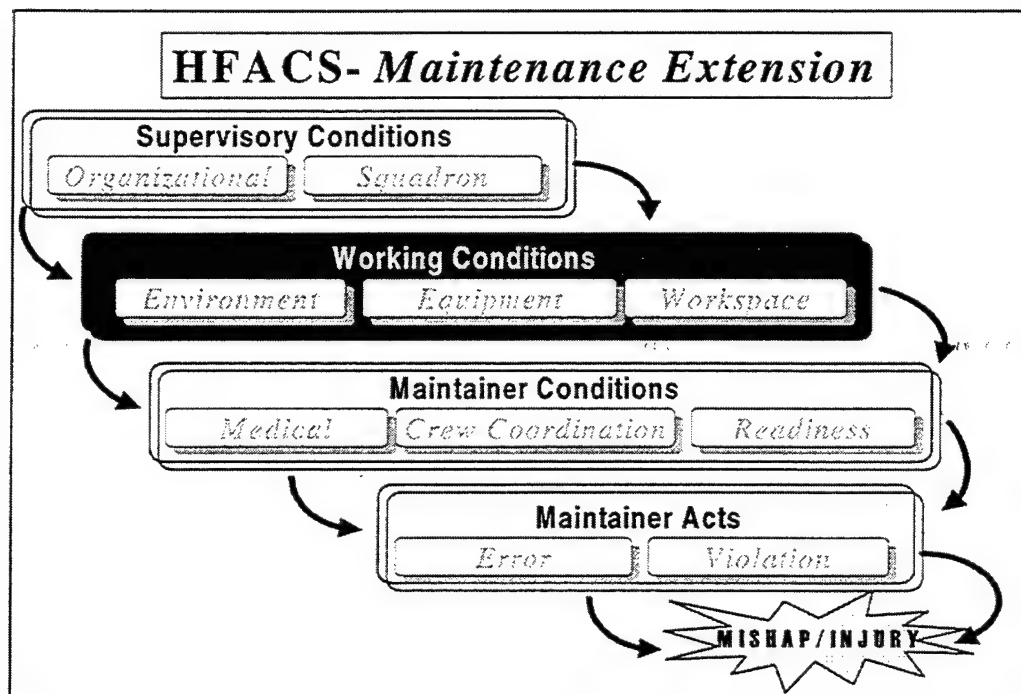 HFACS- Maintenance Extension
Supervisory Conditions
Organizational Squadron
Working Conditions
Environment Equipment Workspace
Maintainer Conditions
Medical Crew Coordination Readiness
Maintainer Acts
Error Violation
MISHAP/INJURY